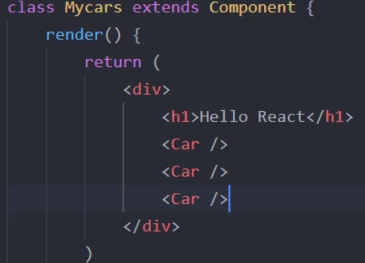 class Mycars extends Component {
render() {
return (
<div>
<h1>Hello React</h1>
<Car />
<Car />
<Car />
</div>
)